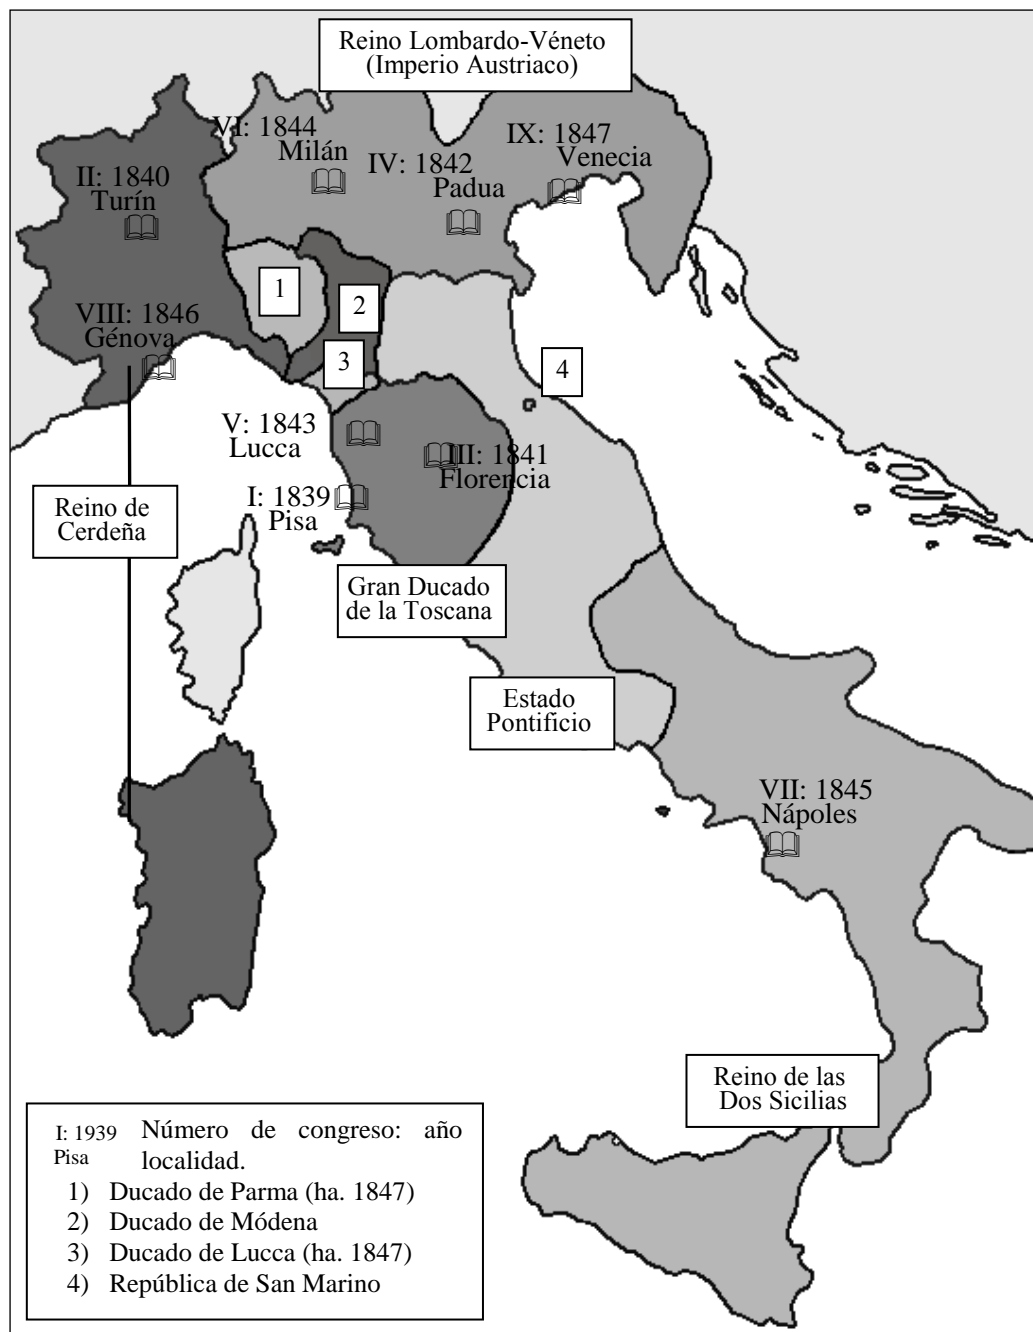 Reino Lombardo-Véneto
(Imperio Austriaco)
VI: 1844
Milán
IV: 1842
Padua
IX: 1847
Venecia
II: 1840
Turín
1
2
VIII: 1846
Génova
3
4
V: 1843
Lucca
III: 1841
Florencia
I: 1839
Pisa
Reino de
Cerdeña
Gran Ducado
de la Toscana
Estado
Pontificio
VII: 1845
Nápoles
Reino de las
Dos Sicilias
I: 1939 Número de congreso: año
Pisa localidad.
1) Ducado de Parma (ha. 1847)
2) Ducado de Módena
3) Ducado de Lucca (ha. 1847)
4) República de San Marino